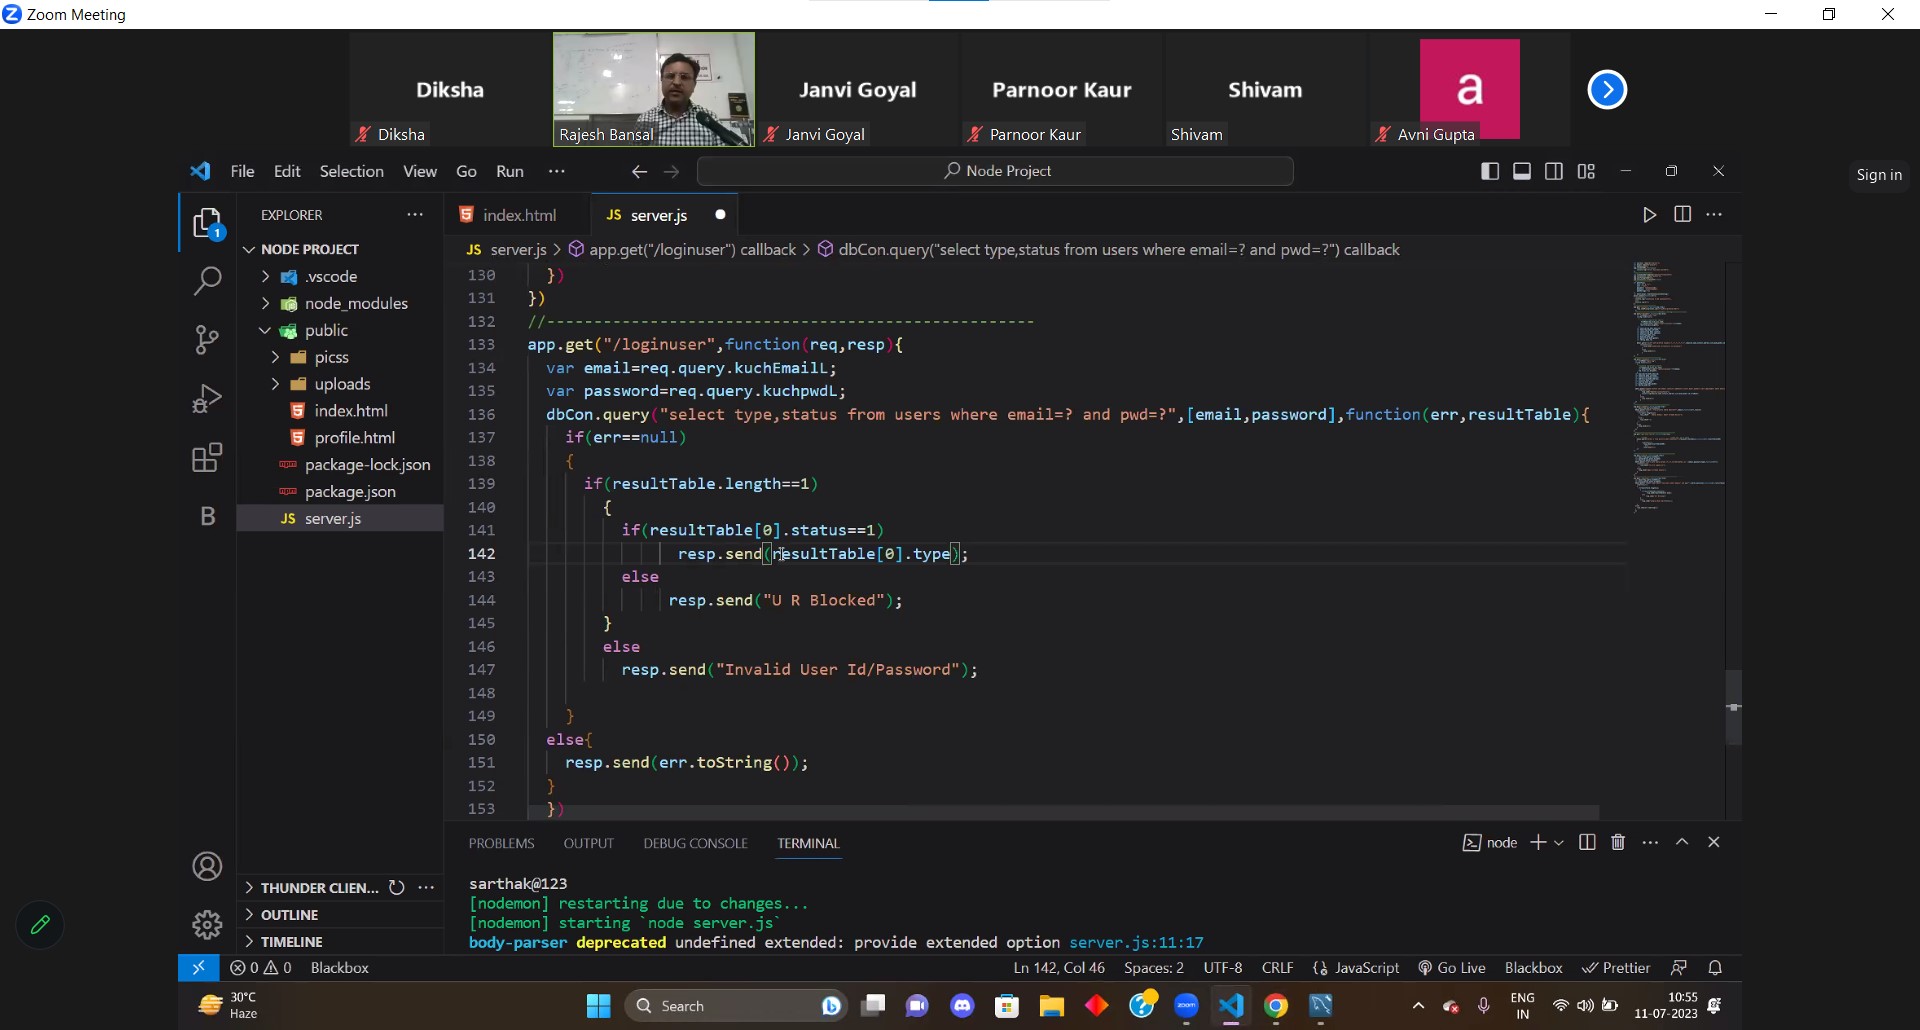 Zoom Meeting
Diksha
Janvi Goyal
Parnoor Kaur
Shivam
a
Diksha
Rajesh Bansal
Janvi Goyal
Parnoor Kaur
Shivam
Avni Gupta
File Edit Selection View Go Run ...
Node Project
Sign in
EXPLORER
index.html
JS server.js
NODE PROJECT
JS server.js > app.get("/loginuser") callback > dbCon.query("select type,status from users where email=? and pwd=?") callback
.vscode
node_modules
public
picss
uploads
index.html
profile.html
package-lock.json
package.json
JS server.js
1
B
130 })
131 })
132 //----------------------------------------------------
133 app.get("/loginuser",function(req,resp){
134 var email=req.query.kuchEmailL;
135 var password=req.query.kuchpwdL;
136 dbCon.query("select type,status from users where email=? and pwd=?",[email,password],function(err,resultTable){
137 if(err==null)
138 {
139 if(resultTable.length==1)
140 {
141 if(resultTable[0].status==1)
142 resp.send(resultTable[0].type);
143 else
144 resp.send("U R Blocked");
145 }
146 else
147 resp.send("Invalid User Id/Password");
148
149 }
150 else{
151 resp.send(err.toString());
152 }
153 })
THUNDER CLIEN...
OUTLINE
TIMELINE
PROBLEMS OUTPUT DEBUG CONSOLE TERMINAL
node
sarthak@123
[nodemon] restarting due to changes...
[nodemon] starting `node server.js`
body-parser deprecated undefined extended: provide extended option server.js:11:17
0 0 Blackbox
Ln 142, Col 46 Spaces: 2 UTF-8 CRLF {} JavaScript Go Live Blackbox Prettier
30°C
Haze
Search
zoom
ENG
IN
10:55
11-07-2023